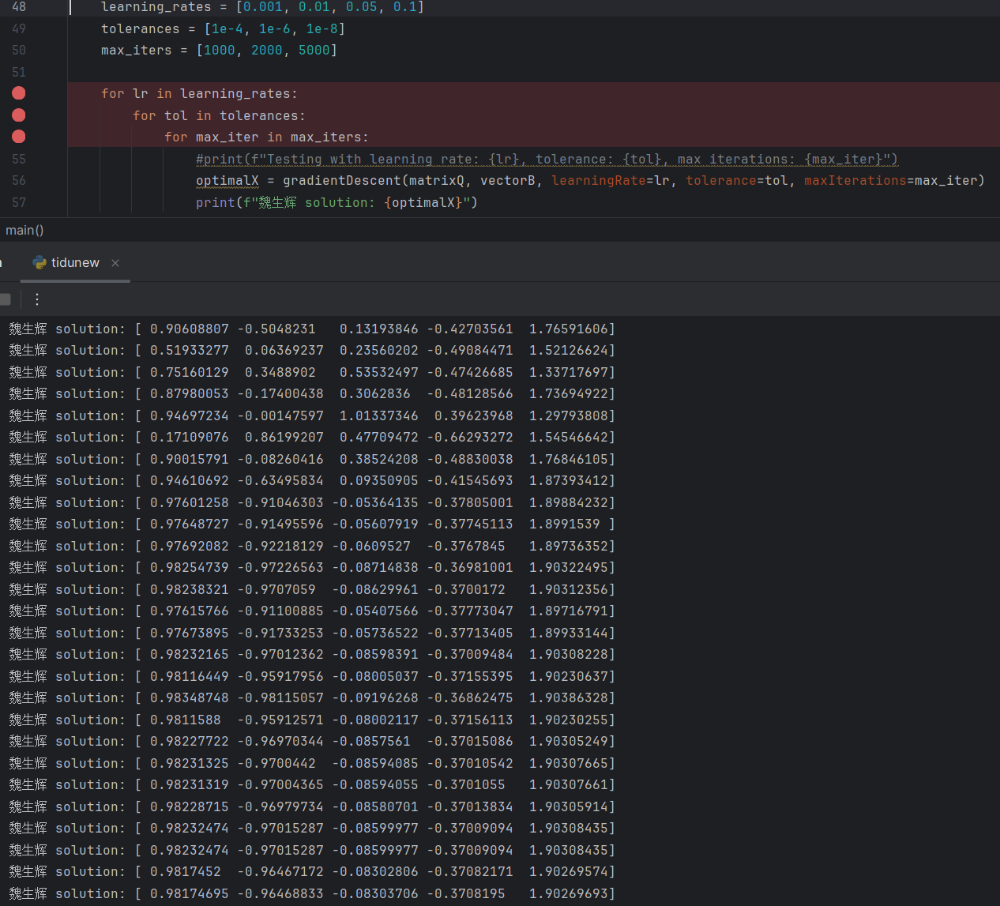 48 learning_rates = [0.001, 0.01, 0.05, 0.1]
49 tolerances = [1e-4, 1e-6, 1e-8]
50 max_iters = [1000, 2000, 5000]
51
for lr in learning_rates:
for tol in tolerances:
for max_iter in max_iters:
55 #print(f"Testing with learning rate: {lr}, tolerance: {tol}, max iterations: {max_iter}")
56 optimalX = gradientDescent(matrixQ, vectorB, learningRate=lr, tolerance=tol, maxIterations=max_iter)
57 print(f"魏生辉 solution: {optimalX}")
main()
tidunew ×
魏生辉 solution: [ 0.90608807 -0.5048231   0.13193846 -0.42703561  1.76591606]
魏生辉 solution: [ 0.51933277  0.06369237  0.23560202 -0.49084471  1.52126624]
魏生辉 solution: [ 0.75160129  0.3488902   0.53532497 -0.47426685  1.33717697]
魏生辉 solution: [ 0.87980053 -0.17400438  0.3062836  -0.48128566  1.73694922]
魏生辉 solution: [ 0.94697234 -0.00147597  1.01337346  0.39623968  1.29793808]
魏生辉 solution: [ 0.17109076  0.86199207  0.47709472 -0.66293272  1.54546642]
魏生辉 solution: [ 0.90015791 -0.08260416  0.38524208 -0.48830038  1.76846105]
魏生辉 solution: [ 0.94610692 -0.63495834  0.09350905 -0.41545693  1.87393412]
魏生辉 solution: [ 0.97601258 -0.91046303 -0.05364135 -0.37805001  1.89884232]
魏生辉 solution: [ 0.97648727 -0.91495596 -0.05607919 -0.37745113  1.8991539 ]
魏生辉 solution: [ 0.97692082 -0.92218129 -0.0609527  -0.3767845   1.89736352]
魏生辉 solution: [ 0.98254739 -0.97226563 -0.08714838 -0.36981001  1.90322495]
魏生辉 solution: [ 0.98238321 -0.9707059  -0.08629961 -0.3700172   1.90312356]
魏生辉 solution: [ 0.97615766 -0.91100885 -0.05407566 -0.37773047  1.89716791]
魏生辉 solution: [ 0.97673895 -0.91733253 -0.05736522 -0.37713405  1.89933144]
魏生辉 solution: [ 0.98232165 -0.97012362 -0.08598391 -0.37009484  1.90308228]
魏生辉 solution: [ 0.98116449 -0.95917956 -0.08005037 -0.37155395  1.90230637]
魏生辉 solution: [ 0.98348748 -0.98115057 -0.09196268 -0.36862475  1.90386328]
魏生辉 solution: [ 0.9811588  -0.95912571 -0.08002117 -0.37156113  1.90230255]
魏生辉 solution: [ 0.98227722 -0.96970344 -0.0857561  -0.37015086  1.90305249]
魏生辉 solution: [ 0.98231325 -0.9700442  -0.08594085 -0.37010542  1.90307665]
魏生辉 solution: [ 0.98231319 -0.97004365 -0.08594055 -0.3701055   1.90307661]
魏生辉 solution: [ 0.98228715 -0.96979734 -0.08580701 -0.37013834  1.90305914]
魏生辉 solution: [ 0.98232474 -0.97015287 -0.08599977 -0.37009094  1.90308435]
魏生辉 solution: [ 0.98232474 -0.97015287 -0.08599977 -0.37009094  1.90308435]
魏生辉 solution: [ 0.9817452  -0.96467172 -0.08302806 -0.37082171  1.90269574]
魏生辉 solution: [ 0.98174695 -0.96468833 -0.08303706 -0.3708195   1.90269693]